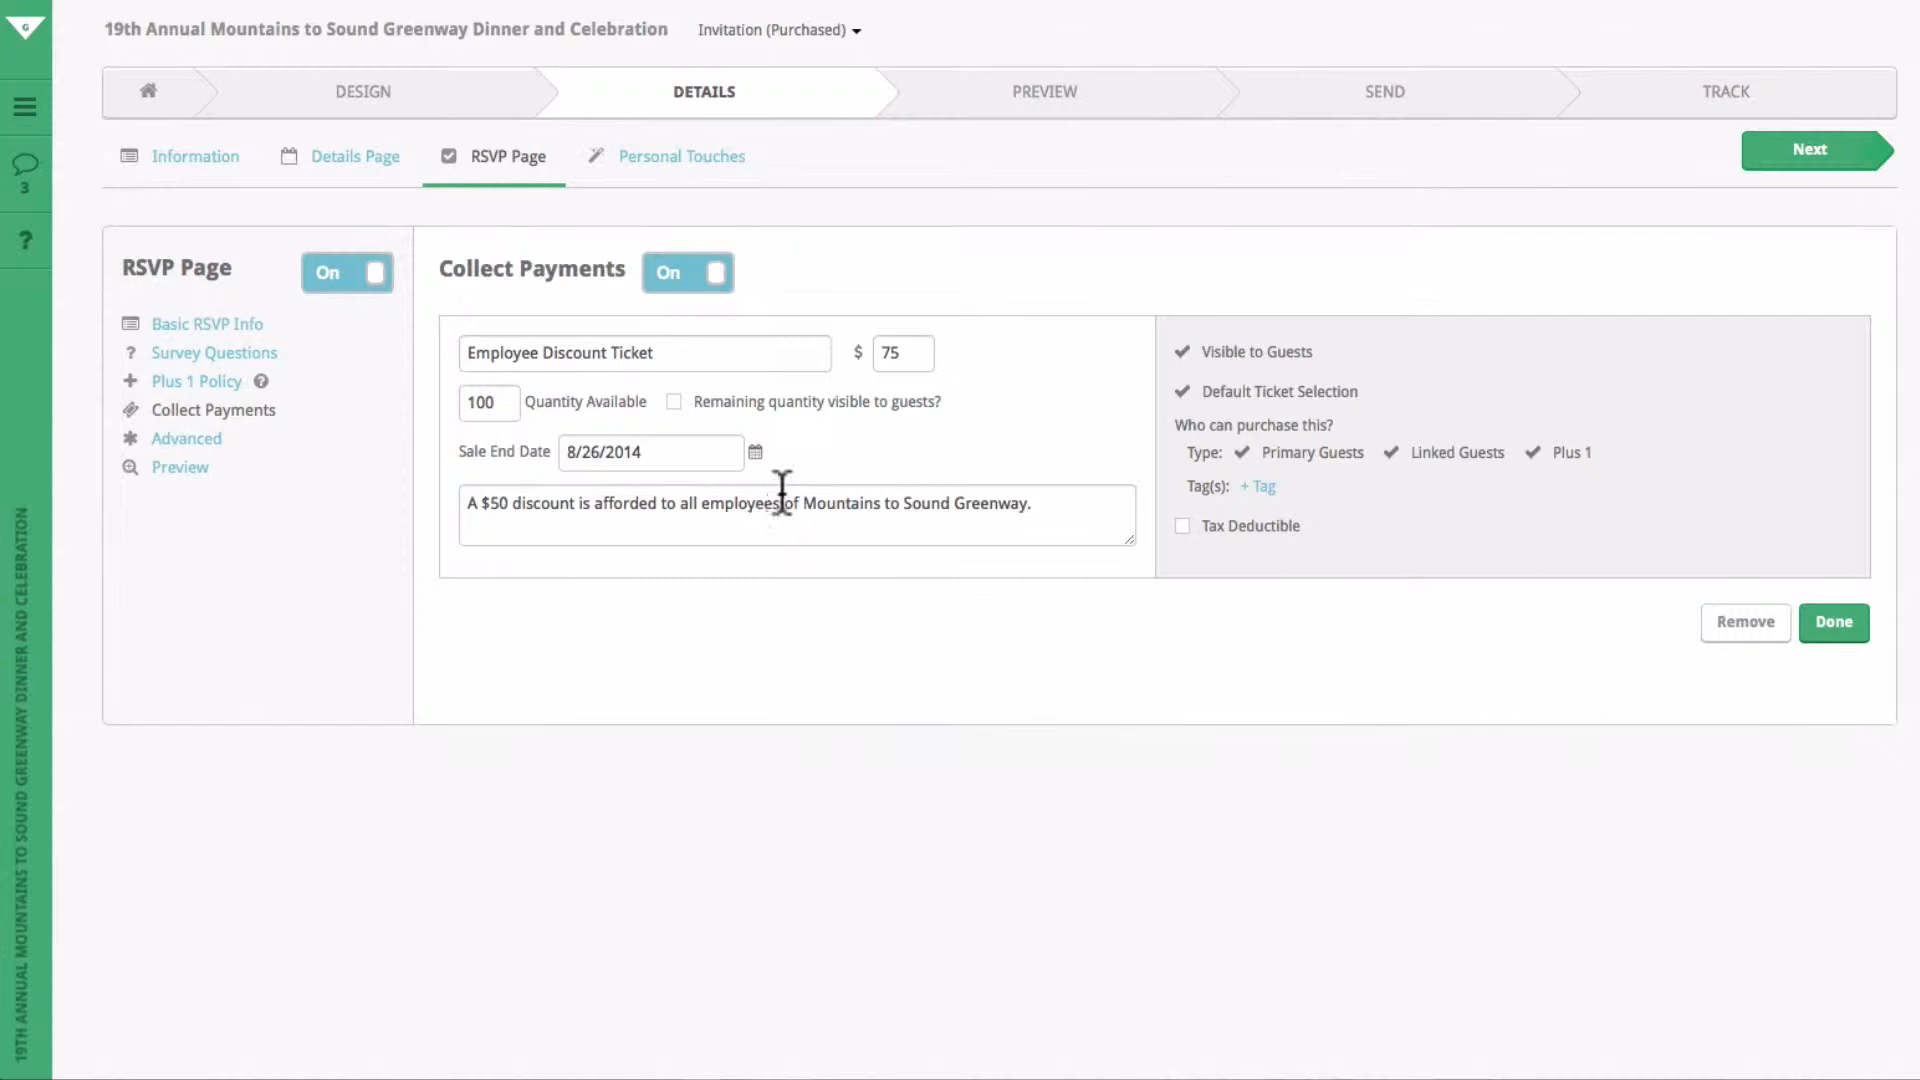 G
19th Annual Mountains to Sound Greenway Dinner and Celebration
Invitation (Purchased)
DESIGN
DETAILS
PREVIEW
SEND
TRACK
3
?
Information
Details Page
RSVP Page
Personal Touches
Next
RSVP Page
On
Basic RSVP Info
? Survey Questions
Plus 1 Policy ?
Collect Payments
Advanced
Preview
Collect Payments
On
Employee Discount Ticket
$ 75
100 Quantity Available
Remaining quantity visible to guests?
Sale End Date 8/26/2014
A $50 discount is afforded to all employees of Mountains to Sound Greenway.
Visible to Guests
Default Ticket Selection
Who can purchase this?
Type: Primary Guests Linked Guests Plus 1
Tag(s): + Tag
Tax Deductible
Remove
Done
19TH ANNUAL MOUNTAINS TO SOUND GREENWAY DINNER AND CELEBRATION